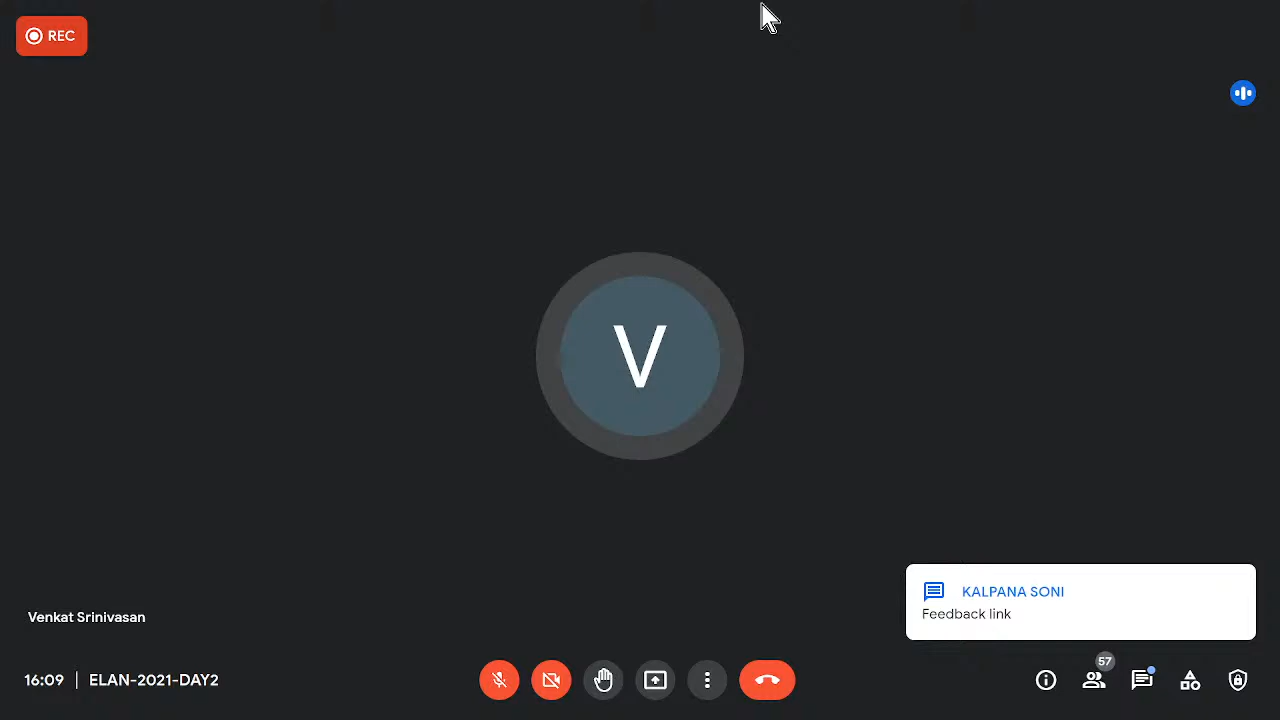 REC
V
Venkat Srinivasan
KALPANA SONI
Feedback link
16:09 | ELAN-2021-DAY2
57